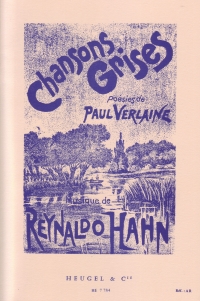 Chansons
Grises
Poésies de
PAUL VERLAINE
Musique de
REYNALDO HAHN
HEUGEL & Cie